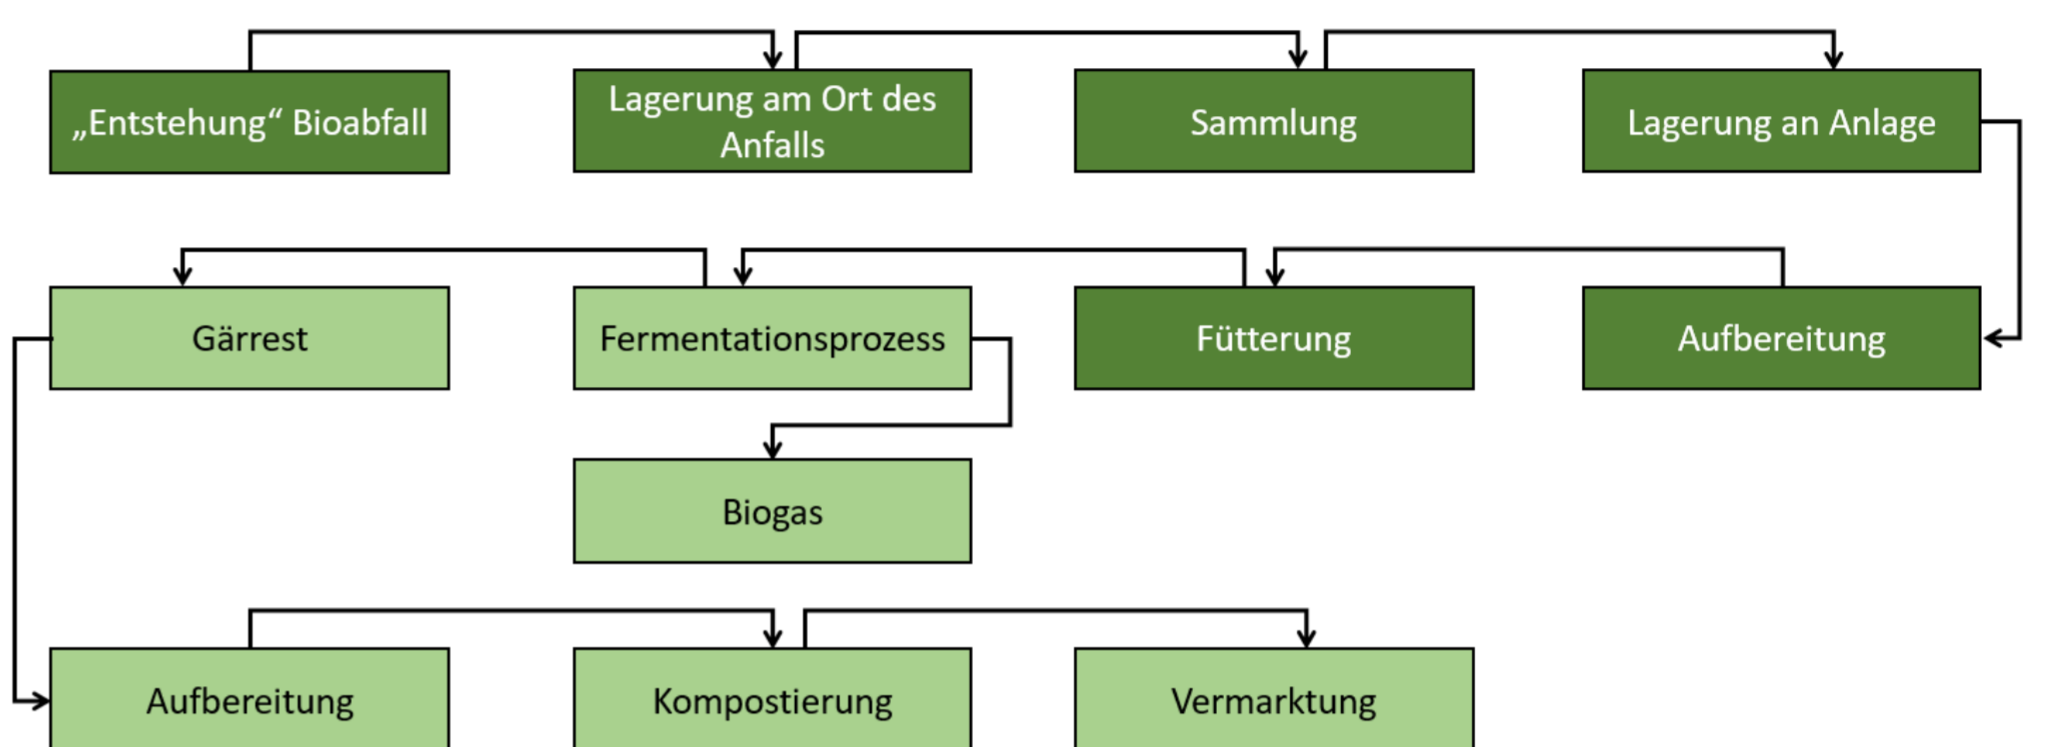 „Entstehung“ Bioabfall
Lagerung am Ort des
Anfalls
Sammlung
Lagerung an Anlage
Gärrest
Fermentationsprozess
Fütterung
Aufbereitung
Biogas
Aufbereitung
Kompostierung
Vermarktung